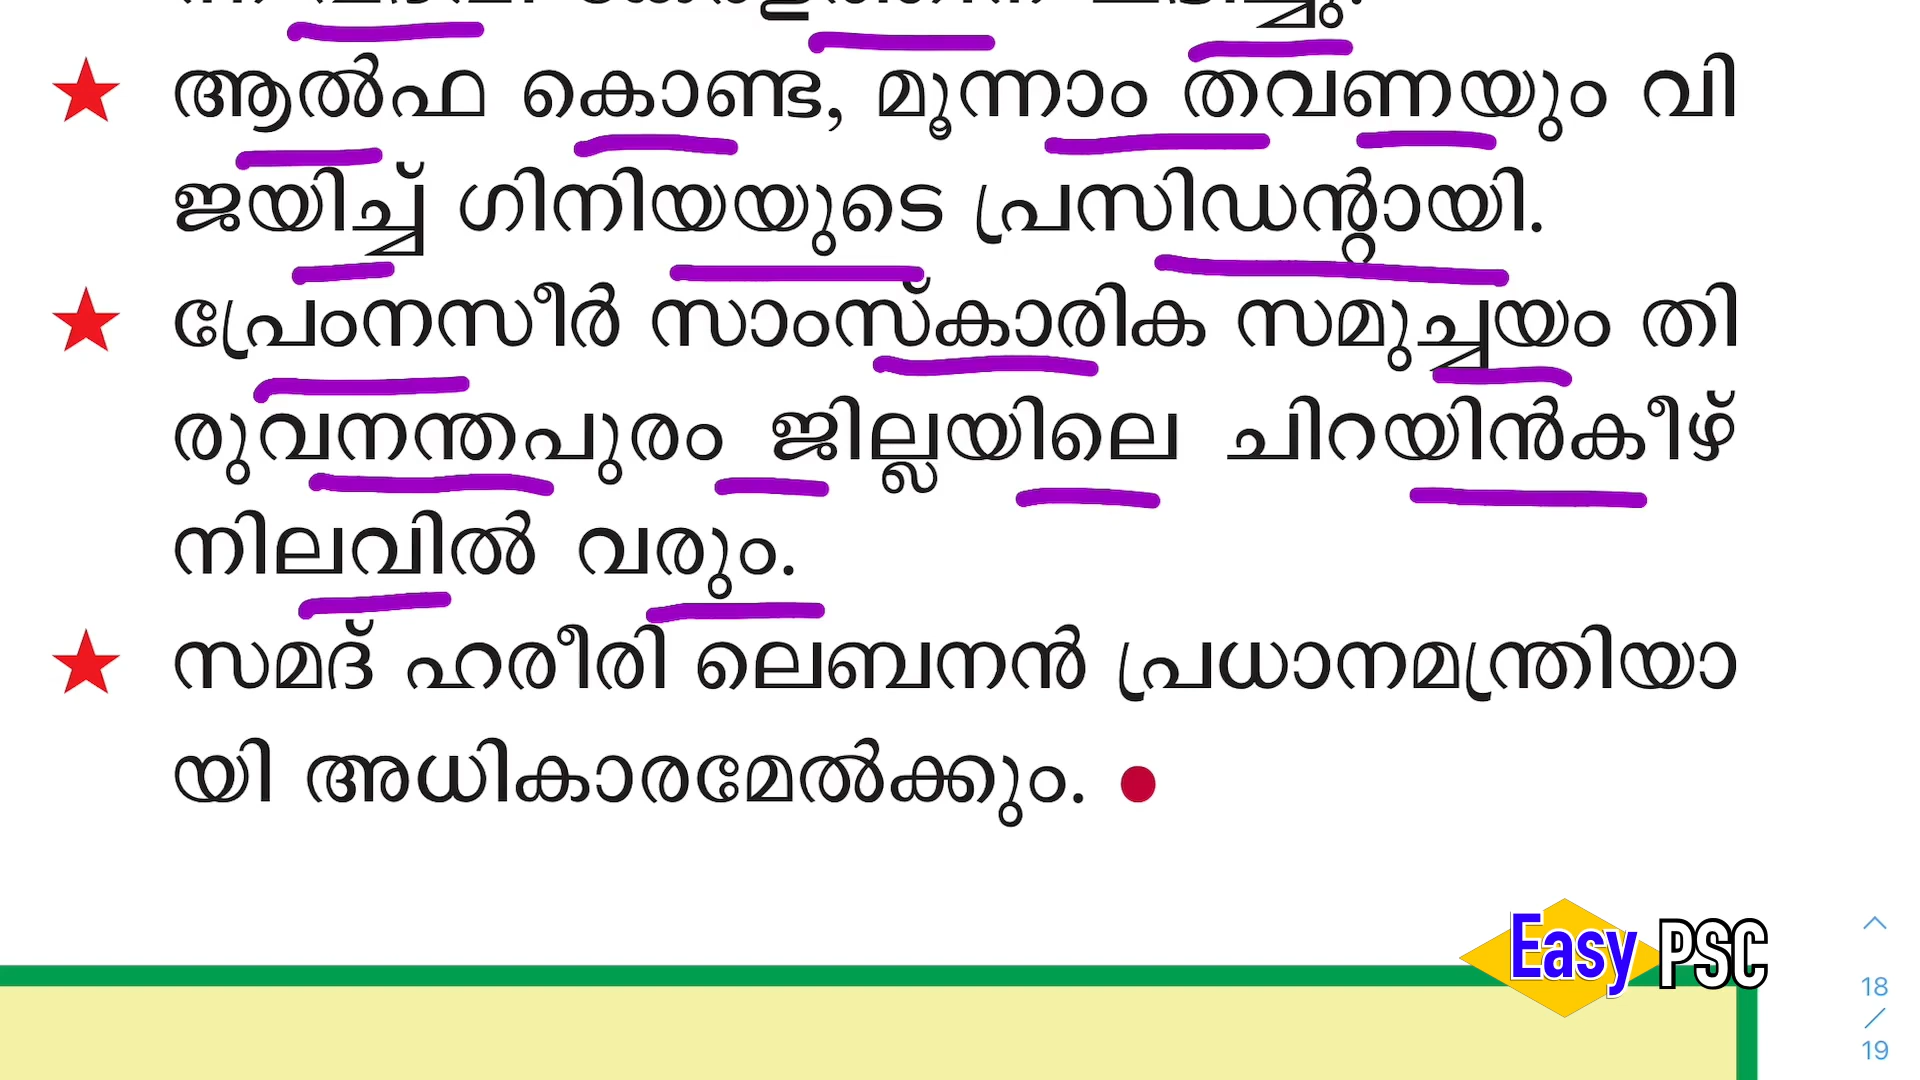 ആൽഫ കൊണ്ട, മൂന്നാം തവണയും വി
ജയിച്ച് ഗിനിയയുടെ പ്രസിഡന്റായി.
പ്രേംനസീർ സാംസ്കാരിക സമുച്ചയം തി
രുവനന്തപുരം ജില്ലയിലെ ചിറയിൻകീഴ്
നിലവിൽ വരും.
സമദ് ഹരീരി ലെബനൻ പ്രധാനമന്ത്രിയാ
യി അധികാരമേൽക്കും.
Easy PSC
18
/
19